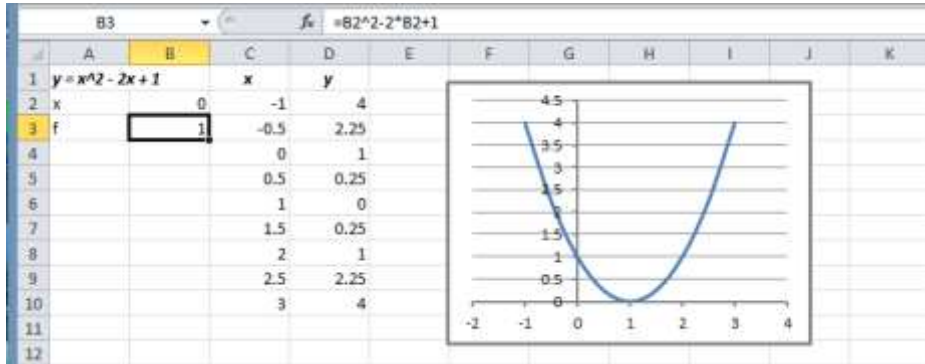 B3 fx =B2^2-2*B2+1
A B C D E F G H I J K
1 y = x^2 - 2x + 1 x y
2 x 0 -1 4
3 f 1 -0.5 2.25
4 0 1
5 0.5 0.25
6 1 0
7 1.5 0.25
8 2 1
9 2.5 2.25
10 3 4
11
12
4.5
4
3.5
3
2.5
2
1.5
1
0.5
0
-2 -1 0 1 2 3 4